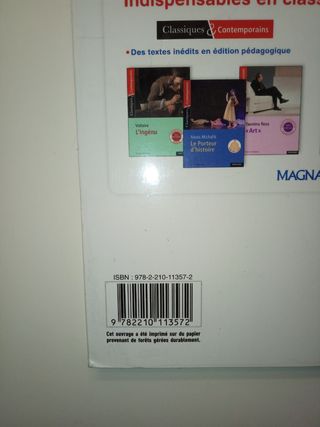 Indispensables en class
Classiques & Contemporains
• Des textes inédits en édition pédagogique
Voltaire
L'Ingénu
Alexis Michalik
Le Porteur
d'histoire
Yasmina Reza
« Art »
MAGNA
ISBN : 978-2-210-11357-2
9 782210 113572
Cet ouvrage a été imprimé sur du papier
provenant de forêts gérées durablement.